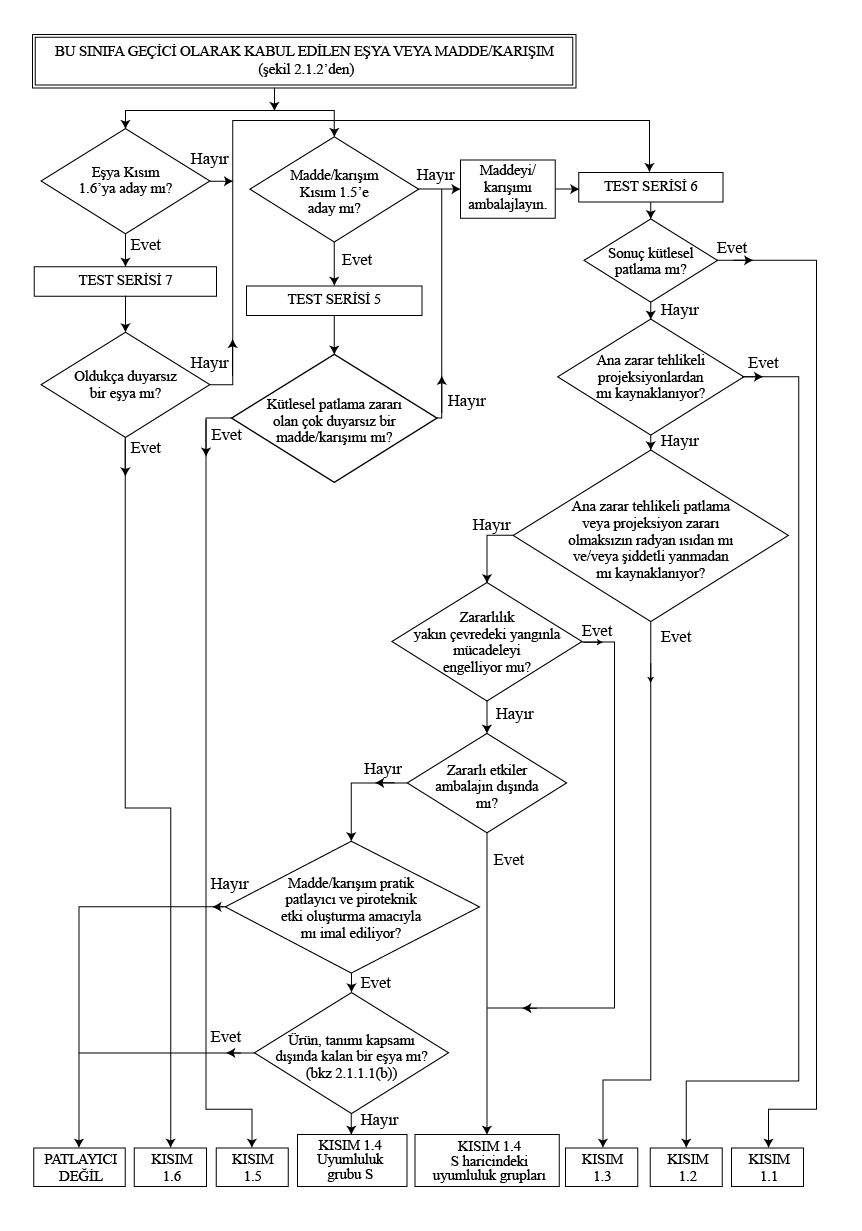 BU SINIFA GEÇİCİ OLARAK KABUL EDİLEN EŞYA VEYA MADDE/KARIŞIM
(şekil 2.1.2’den)
Eşya Kısım
1.6’ya aday mı?
Hayır
Evet
TEST SERİSİ 7
Oldukça duyarsız
bir eşya mı?
Hayır
Evet
Madde/karışım
Kısım 1.5’e
aday mı?
Hayır
Evet
TEST SERİSİ 5
Kütlesel patlama zararı
olan çok duyarsız bir
madde/karışımı mı?
Hayır
Evet
Maddeyi/
karışımı
ambalajlayın.
TEST SERİSİ 6
Sonuç kütlesel
patlama mı?
Evet
Hayır
Ana zarar tehlikeli
projeksiyonlardan
mı kaynaklanıyor?
Evet
Hayır
Ana zarar tehlikeli patlama
veya projeksiyon zararı
olmaksızın radyan ısıdan mı
ve/veya şiddetli yanmadan
mı kaynaklanıyor?
Hayır
Evet
Zararlılık
yakın çevredeki yangınla
mücadeleyi
engelliyor mu?
Evet
Hayır
Zararlı etkiler
ambalajın dışında
mı?
Hayır
Evet
Madde/karışım pratik
patlayıcı ve piroteknik
etki oluşturma amacıyla
mı imal ediliyor?
Hayır
Evet
Ürün, tanımı kapsamı
dışında kalan bir eşya mı?
(bkz 2.1.1.1(b))
Evet
Hayır
PATLAYICI
DEĞİL
KISIM
1.6
KISIM
1.5
KISIM 1.4
Uyumluluk
grubu S
KISIM 1.4
S haricindeki
uyumluluk grupları
KISIM
1.3
KISIM
1.2
KISIM
1.1